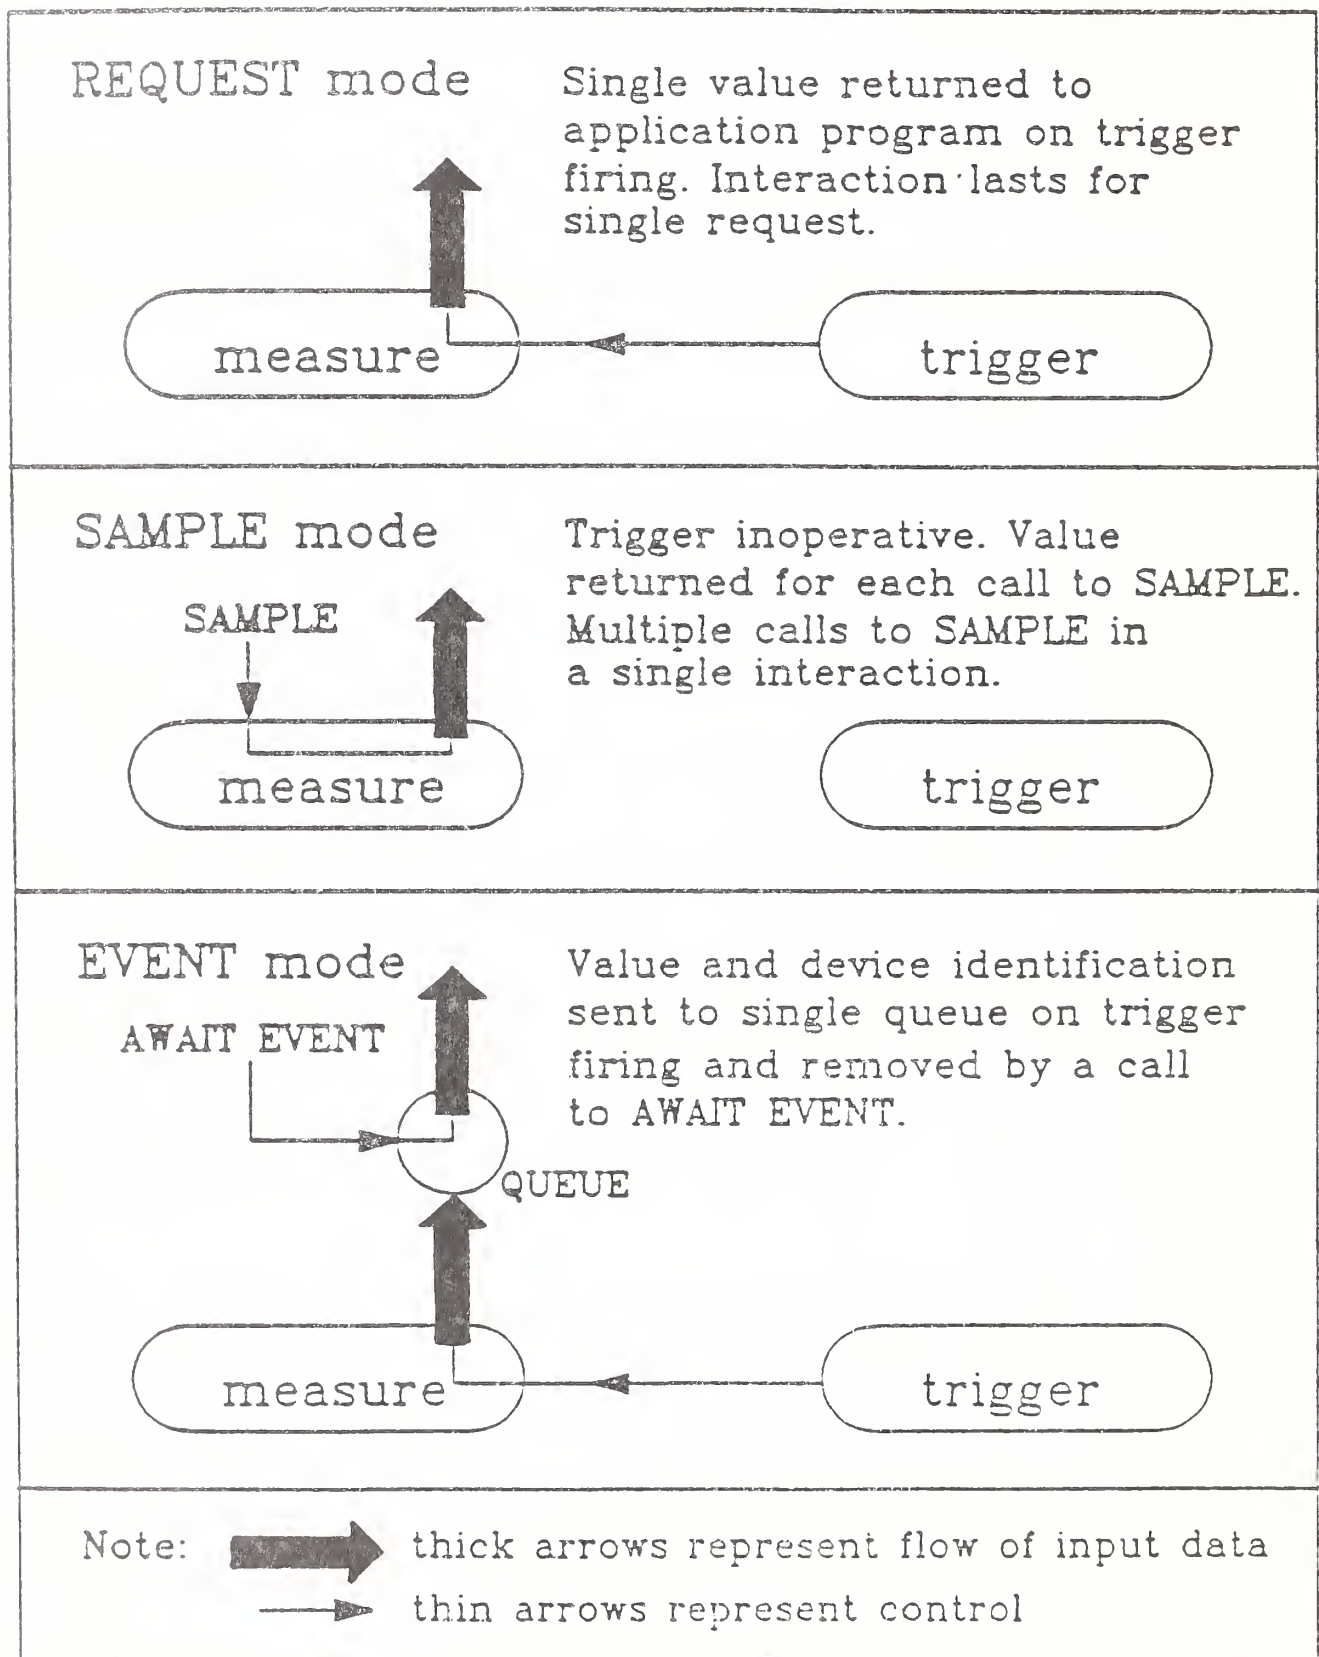 REQUEST mode
Single value returned to
application program on trigger
firing. Interaction lasts for
single request.
measure
trigger
SAMPLE mode
Trigger inoperative. Value
returned for each call to SAMPLE.
Multiple calls to SAMPLE in
a single interaction.
SAMPLE
measure
trigger
EVENT mode
Value and device identification
sent to single queue on trigger
firing and removed by a call
to AWAIT EVENT.
AWAIT EVENT
QUEUE
measure
trigger
Note:
thick arrows represent flow of input data
thin arrows represent control